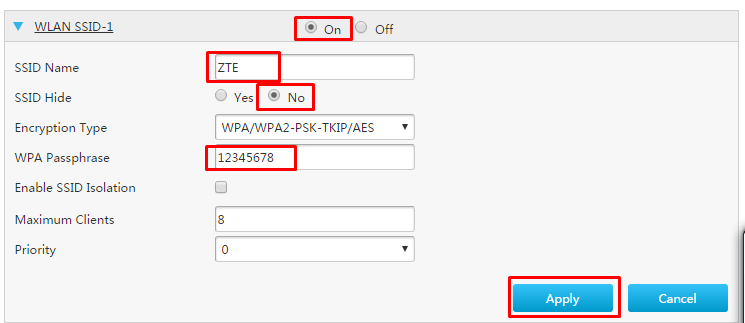 WLAN SSID-1 On Off
SSID Name ZTE
SSID Hide Yes No
Encryption Type WPA/WPA2-PSK-TKIP/AES
WPA Passphrase 12345678
Enable SSID Isolation
Maximum Clients 8
Priority 0
Apply Cancel